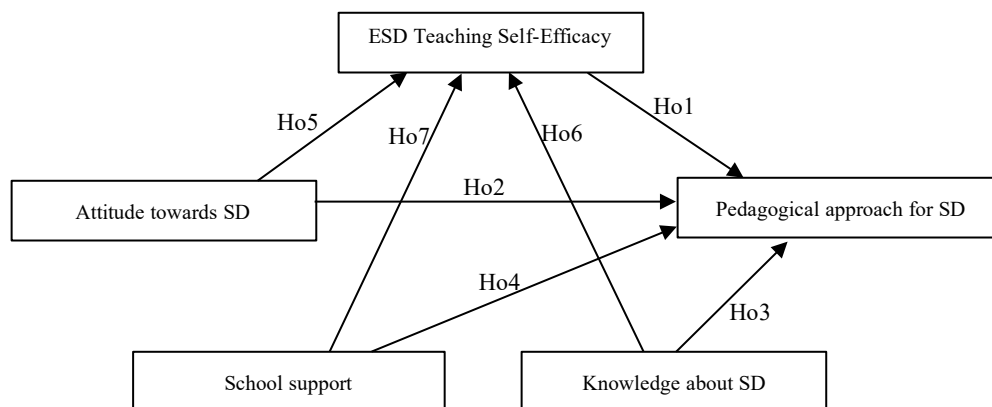 ESD Teaching Self-Efficacy
Ho1
Ho5
Ho7
Ho6
Ho2
Attitude towards SD
Pedagogical approach for SD
Ho4
Ho3
School support
Knowledge about SD